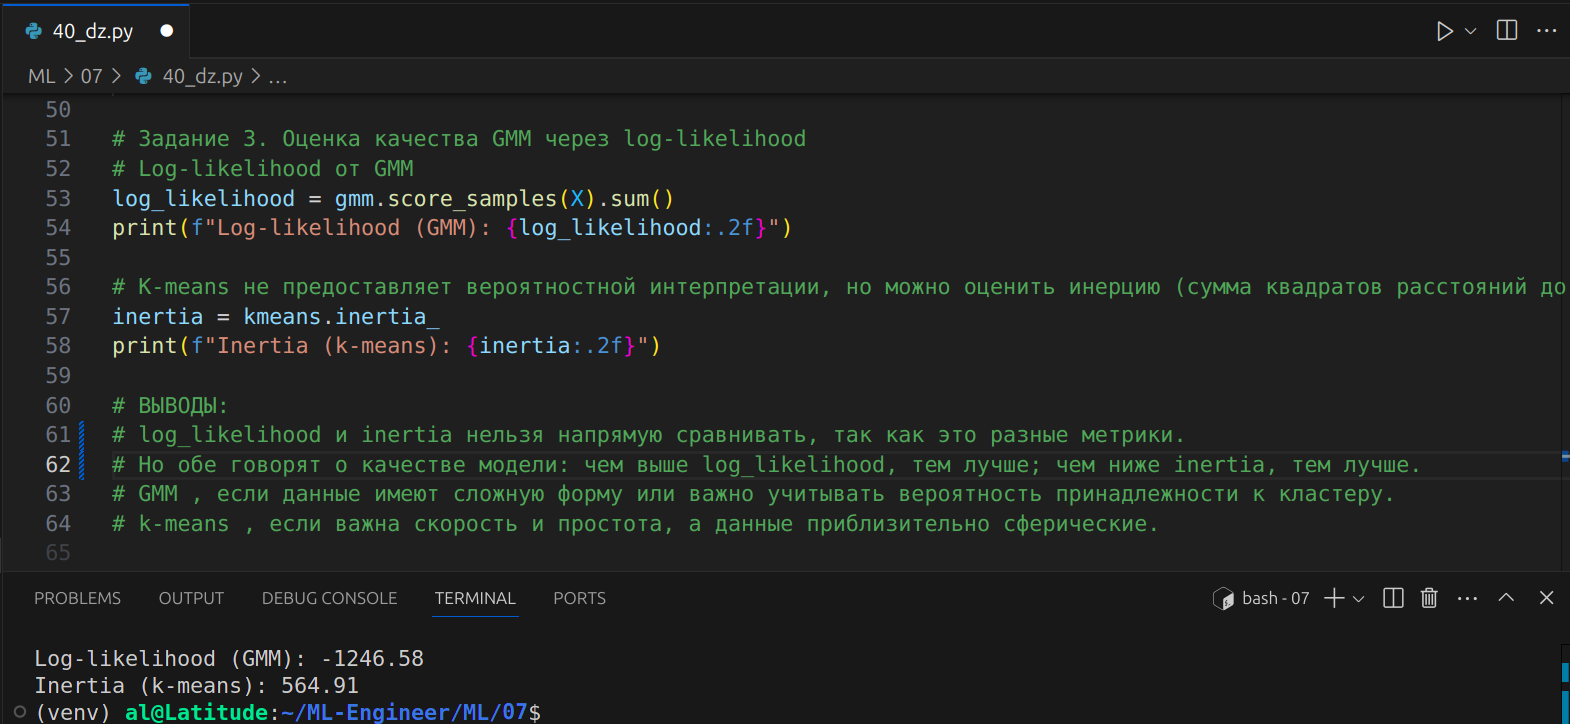 40_dz.py
ML > 07 > 40_dz.py > ...
50
51 # Задание 3. Оценка качества GMM через log-likelihood
52 # Log-likelihood от GMM
53 log_likelihood = gmm.score_samples(X).sum()
54 print(f"Log-likelihood (GMM): {log_likelihood:.2f}")
55
56 # K-means не предоставляет вероятностной интерпретации, но можно оценить инерцию (сумма квадратов расстояний до
57 inertia = kmeans.inertia_
58 print(f"Inertia (k-means): {inertia:.2f}")
59
60 # ВЫВОДЫ:
61 # log_likelihood и inertia нельзя напрямую сравнивать, так как это разные метрики.
62 # Но обе говорят о качестве модели: чем выше log_likelihood, тем лучше; чем ниже inertia, тем лучше.
63 # GMM , если данные имеют сложную форму или важно учитывать вероятность принадлежности к кластеру.
64 # k-means , если важна скорость и простота, а данные приблизительно сферические.
65
PROBLEMS OUTPUT DEBUG CONSOLE TERMINAL PORTS bash - 07
Log-likelihood (GMM): -1246.58
Inertia (k-means): 564.91
(venv) al@Latitude:~/ML-Engineer/ML/07$